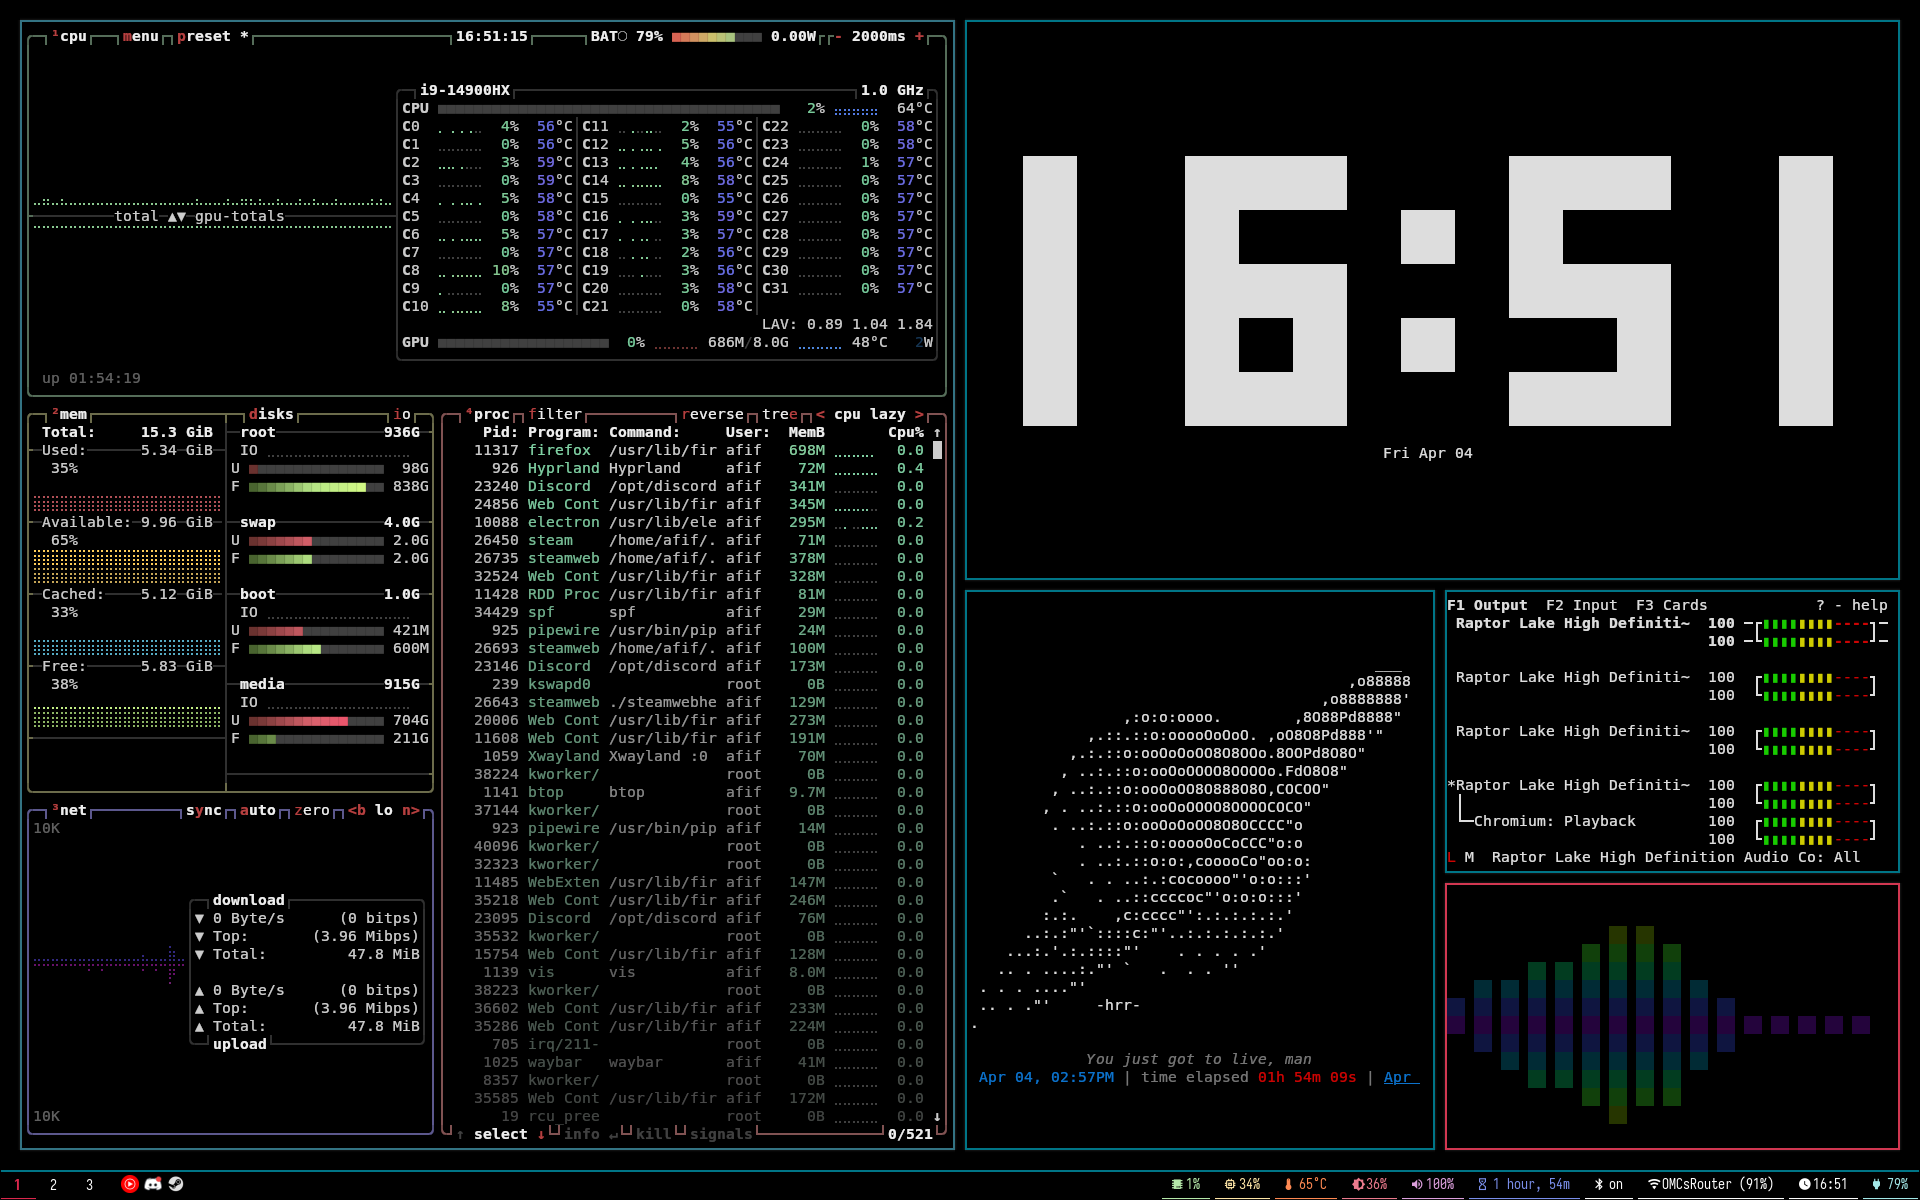 ¹cpu menu preset * 16:51:15 BAT 79% 0.00W - 2000ms +
i9-14900HX 1.0 GHz
CPU 2% 64°C
C0 4% 56°C C11 2% 55°C C22 0% 58°C
C1 0% 56°C C12 5% 56°C C23 0% 58°C
C2 3% 59°C C13 4% 56°C C24 1% 57°C
C3 0% 59°C C14 8% 58°C C25 0% 57°C
C4 5% 58°C C15 0% 55°C C26 0% 57°C
C5 0% 58°C C16 3% 59°C C27 0% 57°C
C6 5% 57°C C17 3% 57°C C28 0% 57°C
C7 0% 57°C C18 2% 56°C C29 0% 57°C
C8 10% 57°C C19 3% 56°C C30 0% 57°C
C9 0% 57°C C20 3% 58°C C31 0% 57°C
C10 8% 55°C C21 0% 58°C
LAV: 0.89 1.04 1.84
GPU 0% 686M/8.0G 48°C 2W
total ▲▼ gpu-totals
up 01:54:19
²mem disks io
Total: 15.3 GiB
Used: 5.34 GiB
35%
Available: 9.96 GiB
65%
Cached: 5.12 GiB
33%
Free: 5.83 GiB
38%
root 936G
IO
U 98G
F 838G
swap 4.0G
U 2.0G
F 2.0G
boot 1.0G
IO
U 421M
F 600M
media 915G
IO
U 704G
F 211G
³net sync auto zero <b lo n>
10K
download
▼ 0 Byte/s (0 bitps)
▼ Top: (3.96 Mibps)
▼ Total: 47.8 MiB
▲ 0 Byte/s (0 bitps)
▲ Top: (3.96 Mibps)
▲ Total: 47.8 MiB
upload
10K
⁴proc filter reverse tree < cpu lazy >
Pid: Program: Command: User: MemB Cpu% ↑
11317 firefox /usr/lib/fir afif 698M 0.0
926 Hyprland Hyprland afif 72M 0.4
23240 Discord /opt/discord afif 341M 0.0
24856 Web Cont /usr/lib/fir afif 345M 0.0
10088 electron /usr/lib/ele afif 295M 0.2
26450 steam /home/afif/. afif 71M 0.0
26735 steamweb /home/afif/. afif 378M 0.0
32524 Web Cont /usr/lib/fir afif 328M 0.0
11428 RDD Proc /usr/lib/fir afif 81M 0.0
34429 spf spf afif 29M 0.0
925 pipewire /usr/bin/pip afif 24M 0.0
26693 steamweb /home/afif/. afif 100M 0.0
23146 Discord /opt/discord afif 173M 0.0
239 kswapd0 root 0B 0.0
26643 steamweb ./steamwebhe afif 129M 0.0
20006 Web Cont /usr/lib/fir afif 273M 0.0
11608 Web Cont /usr/lib/fir afif 191M 0.0
1059 Xwayland Xwayland :0 afif 70M 0.0
38224 kworker/ root 0B 0.0
1141 btop btop afif 9.7M 0.0
37144 kworker/ root 0B 0.0
923 pipewire /usr/bin/pip afif 14M 0.0
40096 kworker/ root 0B 0.0
32323 kworker/ root 0B 0.0
11485 WebExten /usr/lib/fir afif 147M 0.0
35218 Web Cont /usr/lib/fir afif 246M 0.0
23095 Discord /opt/discord afif 76M 0.0
35532 kworker/ root 0B 0.0
15754 Web Cont /usr/lib/fir afif 128M 0.0
1139 vis vis afif 8.0M 0.0
38223 kworker/ root 0B 0.0
36602 Web Cont /usr/lib/fir afif 233M 0.0
35286 Web Cont /usr/lib/fir afif 224M 0.0
705 irq/211- root 0B 0.0
1025 waybar waybar afif 41M 0.0
8357 kworker/ root 0B 0.0
35585 Web Cont /usr/lib/fir afif 172M 0.0
19 rcu_pree root 0B 0.0 ↓
↑ select ↓ info ↵ kill signals 0/521
16:51
Fri Apr 04
___
,o88888
,o8888888'
,:o:o:oooo. ,8O88Pd8888"
,.::.::o:ooooOoOoO. ,oO8O8Pd888'"
,.:.::o:ooOoOoOO8O8OOo.8OOPd8O8O"
, ..:.::o:ooOoOOOO8OOOOo.FdO8O8"
, ..:.::o:ooOoOO8O888O8O,COCOO"
, . ..:.::o:ooOoOOOO8OOOOCOCO"
. ..:.::o:ooOoOoOO8O8OCCCC"o
. ..:.::o:ooooOoCoCCC"o:o
. ..:.::o:o:,cooooCo"oo:o:
` . . ..:.:cocoooo"'o:o:::'
.` . ..::ccccoc"'o:o:o:::'
:.:. ,c:cccc"':.:.:.:.:.'
..:.:"'`::::c:"'..:.:.:.:.:.'
...:.'.:.::::"' . . . . .'
.. . ....:."' ` . . . ''
. . . ...."'
.. . ."' -hrr-
.
You just got to live, man
Apr 04, 02:57PM | time elapsed 01h 54m 09s | Apr
F1 Output F2 Input F3 Cards ? - help
Raptor Lake High Definiti~ 100
100
Raptor Lake High Definiti~ 100
100
Raptor Lake High Definiti~ 100
100
*Raptor Lake High Definiti~ 100
100
Chromium: Playback 100
100
L M Raptor Lake High Definition Audio Co: All
1 2 3 1% 34% 65°C 36% 100% 1 hour, 54m on OMCsRouter (91%) 16:51 79%